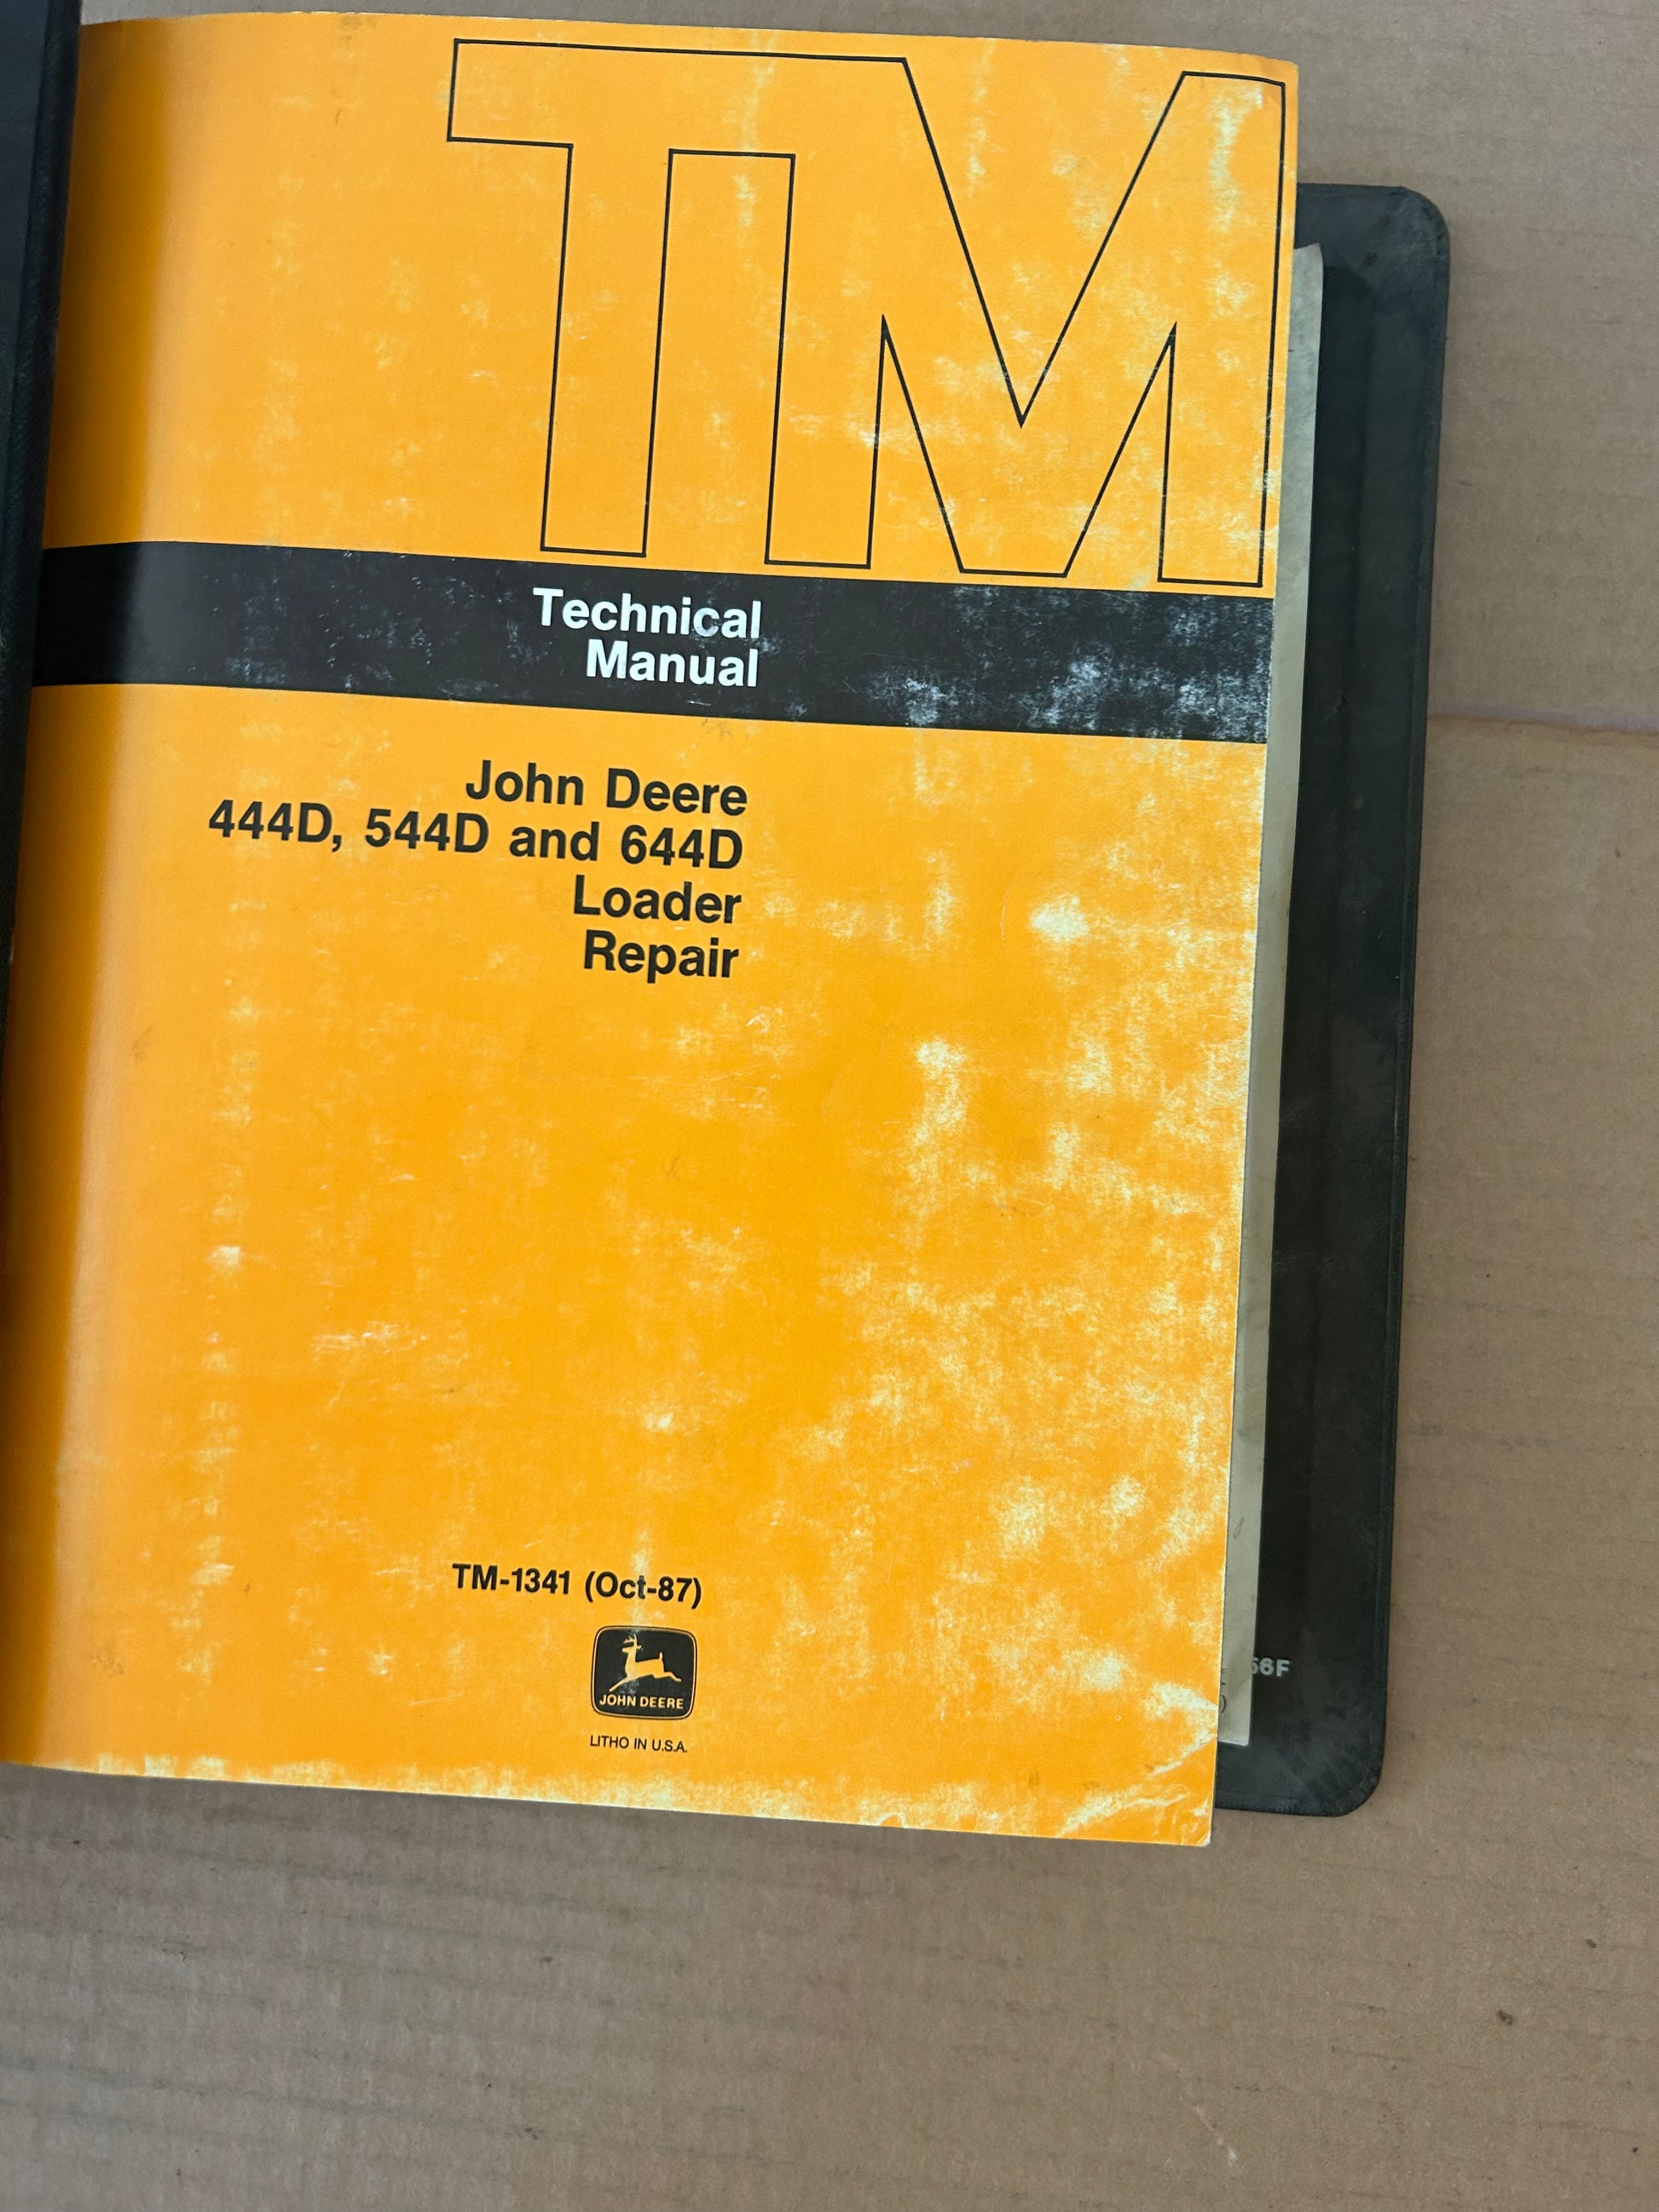 TM
Technical
Manual
John Deere
444D, 544D and 644D
Loader
Repair
TM-1341 (Oct-87)
JOHN DEERE
LITHO IN U.S.A.